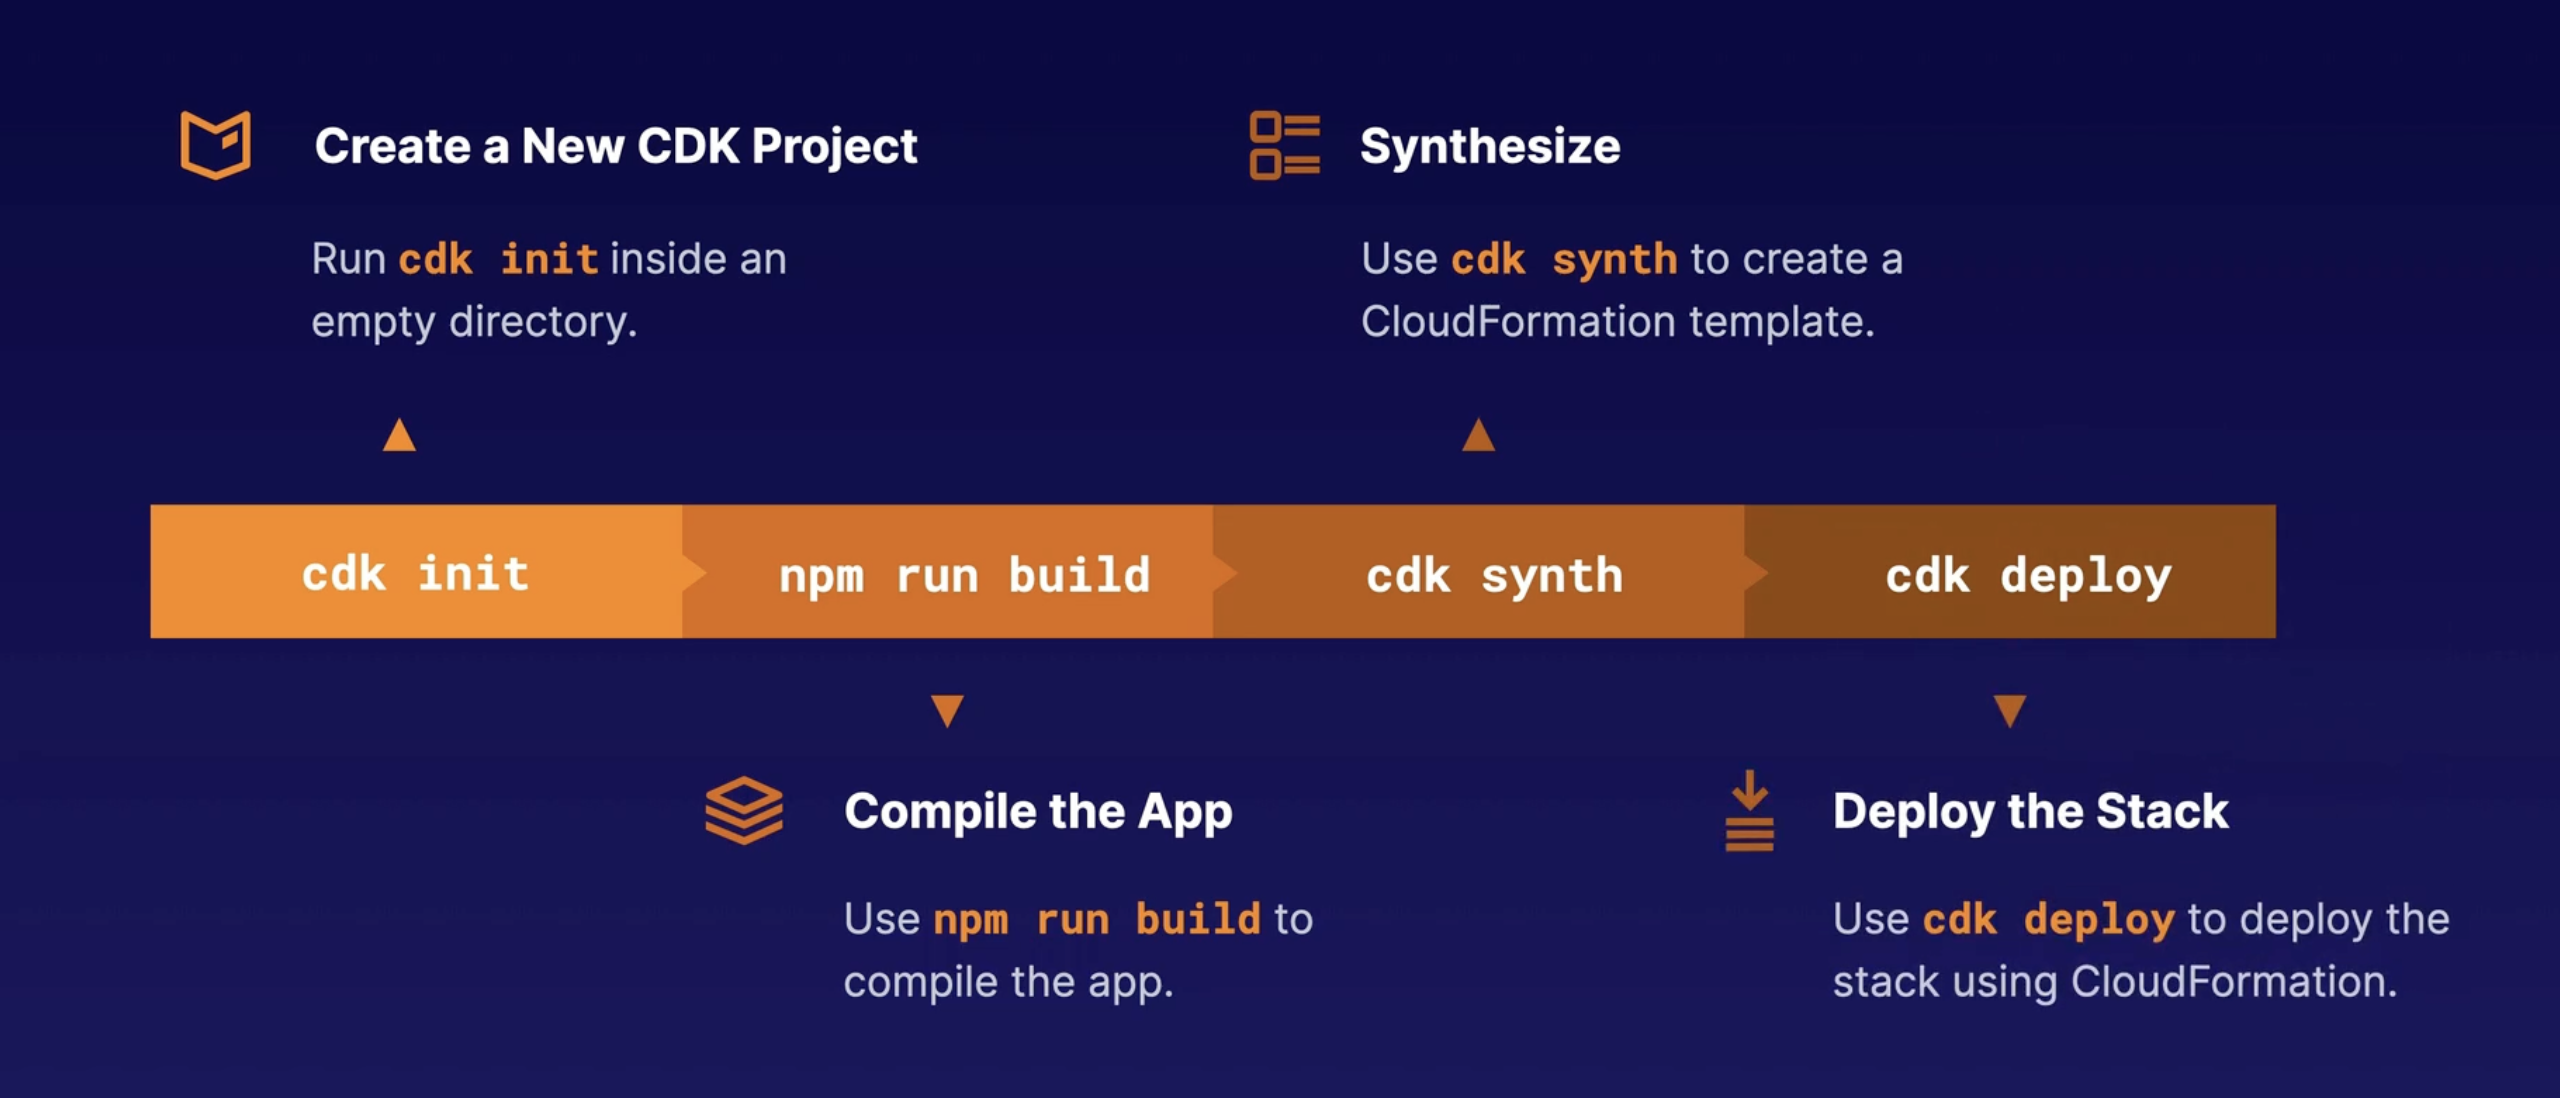 Create a New CDK Project
Run cdk init inside an
empty directory.
Synthesize
Use cdk synth to create a
CloudFormation template.
cdk init
npm run build
cdk synth
cdk deploy
Compile the App
Use npm run build to
compile the app.
Deploy the Stack
Use cdk deploy to deploy the
stack using CloudFormation.